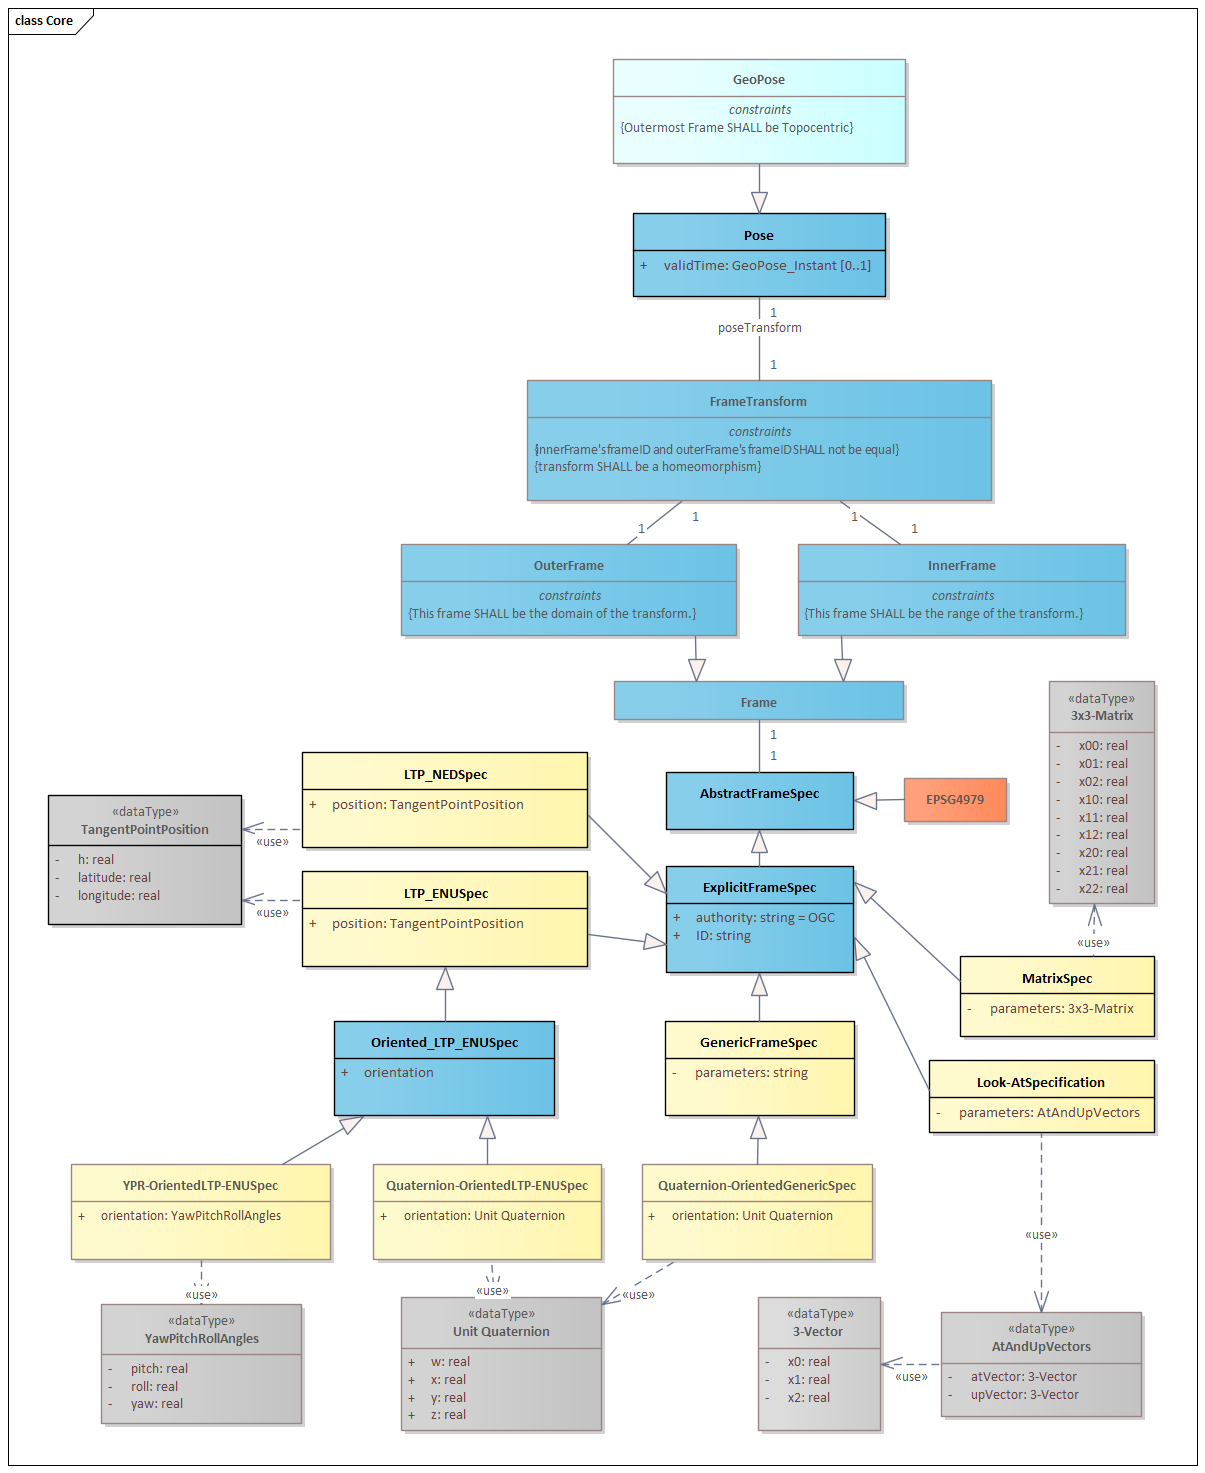 class Core
GeoPose
constraints
{Outermost Frame SHALL be Topocentric}
Pose
+ validTime: GeoPose_Instant [0..1]
1
poseTransform
1
FrameTransform
constraints
{innerFrame's frameID and outerFrame's frameID SHALL not be equal}
{transform SHALL be a homeomorphism}
1 1
1 1
OuterFrame
constraints
{This frame SHALL be the domain of the transform.}
InnerFrame
constraints
{This frame SHALL be the range of the transform.}
Frame
1
1
«dataType»
3x3-Matrix
- x00: real
- x01: real
- x02: real
- x10: real
- x11: real
- x12: real
- x20: real
- x21: real
- x22: real
LTP_NEDSpec
+ position: TangentPointPosition
AbstractFrameSpec
EPSG4979
«dataType»
TangentPointPosition
- h: real
- latitude: real
- longitude: real
«use»
«use»
LTP_ENUSpec
+ position: TangentPointPosition
ExplicitFrameSpec
+ authority: string = OGC
+ ID: string
«use»
MatrixSpec
- parameters: 3x3-Matrix
Oriented_LTP_ENUSpec
+ orientation
GenericFrameSpec
- parameters: string
Look-AtSpecification
- parameters: AtAndUpVectors
YPR-OrientedLTP-ENUSpec
+ orientation: YawPitchRollAngles
Quaternion-OrientedLTP-ENUSpec
+ orientation: Unit Quaternion
Quaternion-OrientedGenericSpec
+ orientation: Unit Quaternion
«use»
«use»
«use»
«use»
«dataType»
YawPitchRollAngles
- pitch: real
- roll: real
- yaw: real
«dataType»
Unit Quaternion
+ w: real
+ x: real
+ y: real
+ z: real
«dataType»
3-Vector
- x0: real
- x1: real
- x2: real
«use»
«dataType»
AtAndUpVectors
- atVector: 3-Vector
- upVector: 3-Vector